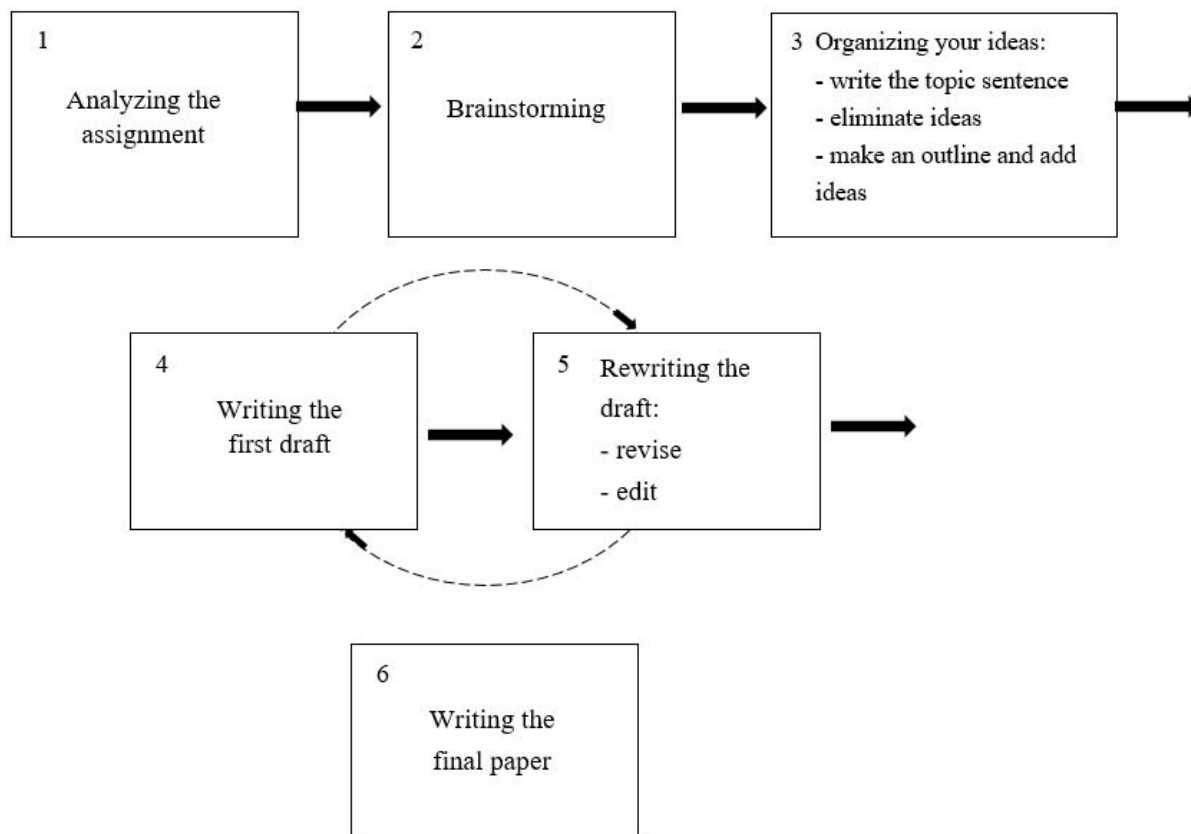 1
Analyzing the
assignment
2
Brainstorming
3 Organizing your ideas:
- write the topic sentence
- eliminate ideas
- make an outline and add
ideas
4
Writing the
first draft
5 Rewriting the
draft:
- revise
- edit
6
Writing the
final paper